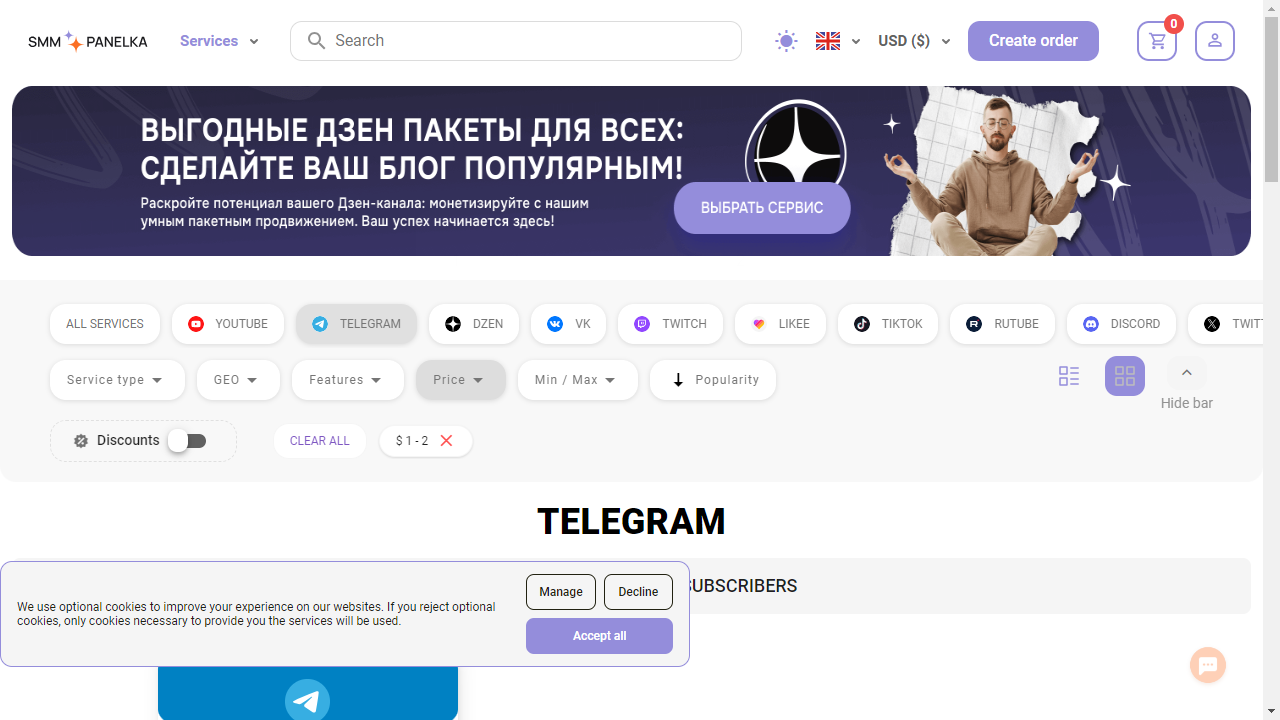 SMM PANELKA
Services
Search
USD ($)
Create order
0
ВЫГОДНЫЕ ДЗЕН ПАКЕТЫ ДЛЯ ВСЕХ:
СДЕЛАЙТЕ ВАШ БЛОГ ПОПУЛЯРНЫМ!
Раскройте потенциал вашего Дзен-канала: монетизируйте с нашим
умным пакетным продвижением. Ваш успех начинается здесь!
ВЫБРАТЬ СЕРВИС
ALL SERVICES
YOUTUBE
TELEGRAM
DZEN
VK
TWITCH
LIKEE
TIKTOK
RUTUBE
DISCORD
TWIT
Service type
GEO
Features
Price
Min / Max
Popularity
Hide bar
Discounts
CLEAR ALL
$ 1 - 2
TELEGRAM
SUBSCRIBERS
We use optional cookies to improve your experience on our websites. If you reject optional
cookies, only cookies necessary to provide you the services will be used.
Manage
Decline
Accept all